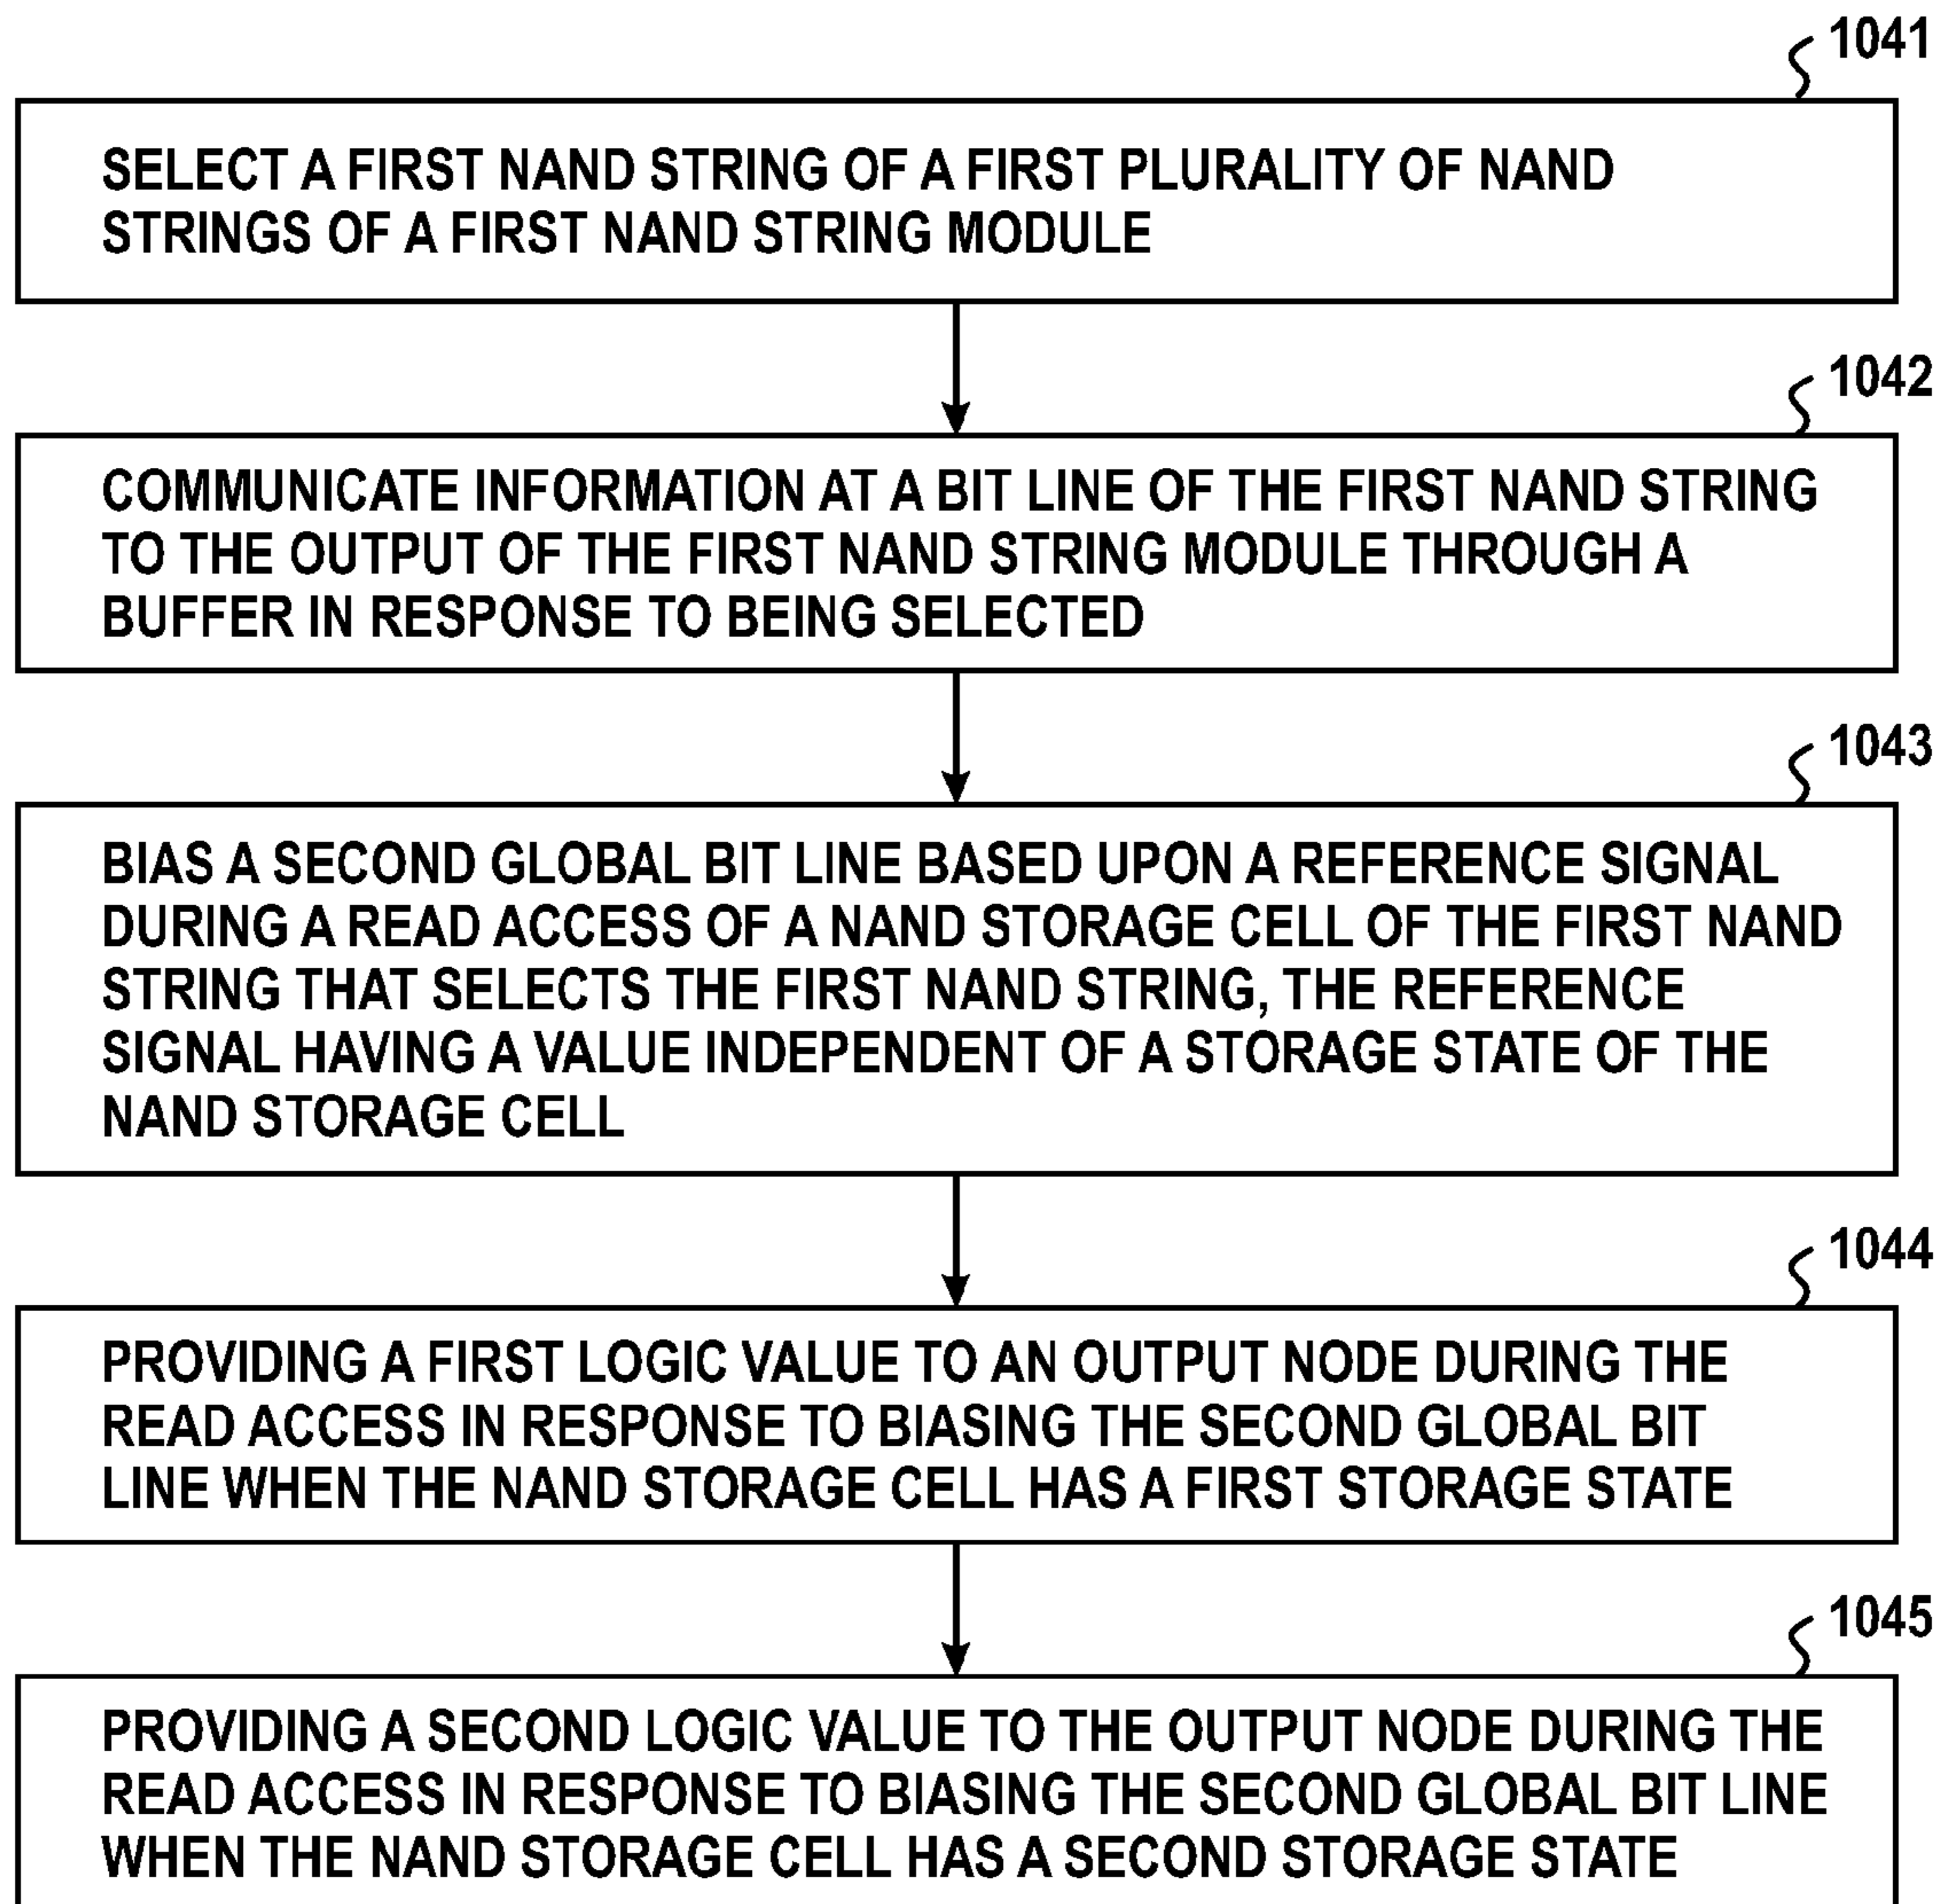 1041
SELECT A FIRST NAND STRING OF A FIRST PLURALITY OF NAND
STRINGS OF A FIRST NAND STRING MODULE
1042
COMMUNICATE INFORMATION AT A BIT LINE OF THE FIRST NAND STRING
TO THE OUTPUT OF THE FIRST NAND STRING MODULE THROUGH A
BUFFER IN RESPONSE TO BEING SELECTED
1043
BIAS A SECOND GLOBAL BIT LINE BASED UPON A REFERENCE SIGNAL
DURING A READ ACCESS OF A NAND STORAGE CELL OF THE FIRST NAND
STRING THAT SELECTS THE FIRST NAND STRING, THE REFERENCE
SIGNAL HAVING A VALUE INDEPENDENT OF A STORAGE STATE OF THE
NAND STORAGE CELL
1044
PROVIDING A FIRST LOGIC VALUE TO AN OUTPUT NODE DURING THE
READ ACCESS IN RESPONSE TO BIASING THE SECOND GLOBAL BIT
LINE WHEN THE NAND STORAGE CELL HAS A FIRST STORAGE STATE
1045
PROVIDING A SECOND LOGIC VALUE TO THE OUTPUT NODE DURING THE
READ ACCESS IN RESPONSE TO BIASING THE SECOND GLOBAL BIT LINE
WHEN THE NAND STORAGE CELL HAS A SECOND STORAGE STATE